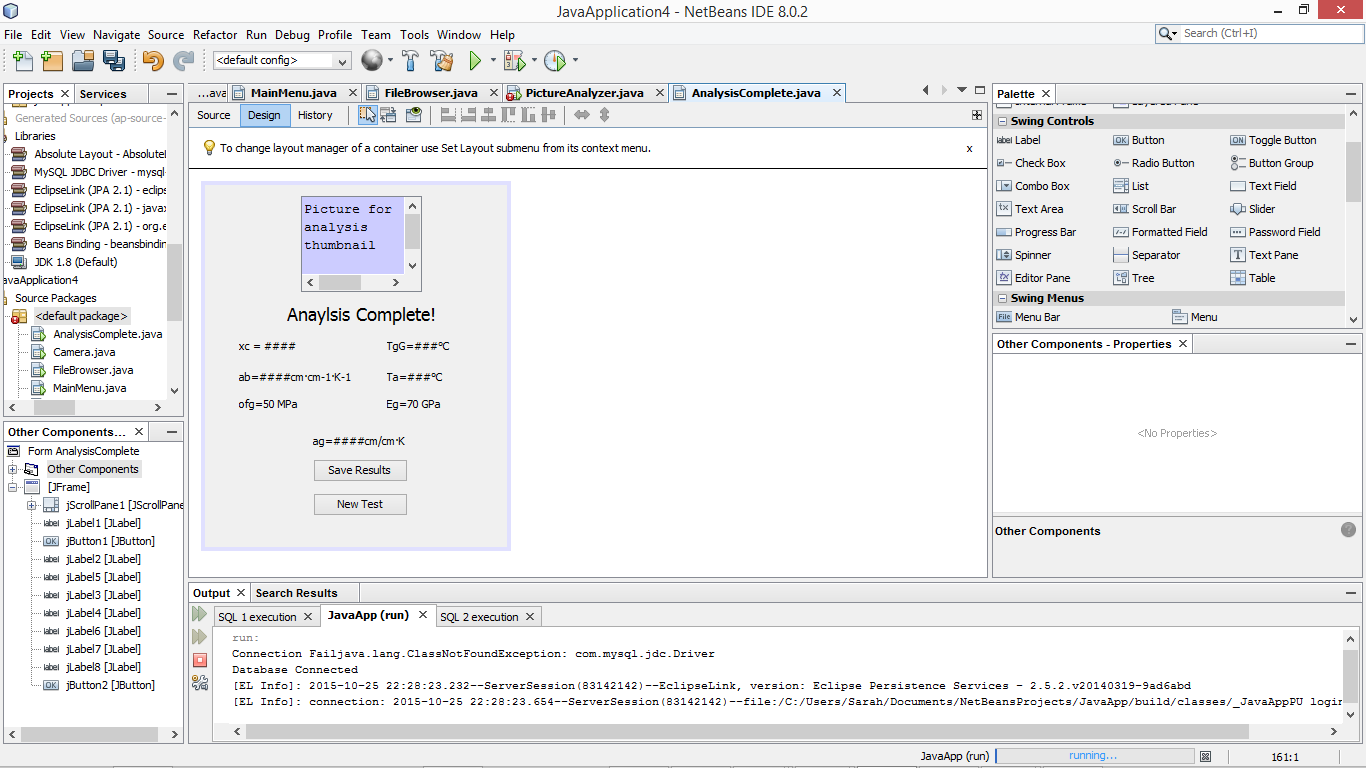 JavaApplication4 - NetBeans IDE 8.0.2
File Edit View Navigate Source Refactor Run Debug Profile Team Tools Window Help
Search (Ctrl+I)
<default config>
Projects Services
Generated Sources (ap-source-
Libraries
Absolute Layout - Absolutel
MySQL JDBC Driver - mysql-
EclipseLink (JPA 2.1) - eclips
EclipseLink (JPA 2.1) - javax
EclipseLink (JPA 2.1) - org.e
Beans Binding - beansbindin
JDK 1.8 (Default)
avaApplication4
Source Packages
<default package>
AnalysisComplete.java
Camera.java
FileBrowser.java
MainMenu.java
Other Components...
Form AnalysisComplete
Other Components
[JFrame]
jScrollPane1 [JScrollPane
jLabel1 [JLabel]
jButton1 [JButton]
jLabel2 [JLabel]
jLabel5 [JLabel]
jLabel3 [JLabel]
jLabel4 [JLabel]
jLabel6 [JLabel]
jLabel7 [JLabel]
jLabel8 [JLabel]
jButton2 [JButton]
...ava MainMenu.java FileBrowser.java PictureAnalyzer.java AnalysisComplete.java
Source Design History
To change layout manager of a container use Set Layout submenu from its context menu. x
Picture for
analysis
thumbnail
Anaylsis Complete!
xc = #### TgG=###ºC
ab=####cm·cm-1·K-1 Ta=###ºC
ofg=50 MPa Eg=70 GPa
ag=####cm/cm·K
Save Results
New Test
Palette
Swing Controls
Label Button Toggle Button
Check Box Radio Button Button Group
Combo Box List Text Field
Text Area Scroll Bar Slider
Progress Bar Formatted Field Password Field
Spinner Separator Text Pane
Editor Pane Tree Table
Swing Menus
Menu Bar Menu
Other Components - Properties
<No Properties>
Other Components
Output Search Results
SQL 1 execution JavaApp (run) SQL 2 execution
run:
Connection Failjava.lang.ClassNotFoundException: com.mysql.jdc.Driver
Database Connected
[EL Info]: 2015-10-25 22:28:23.232--ServerSession(83142142)--EclipseLink, version: Eclipse Persistence Services - 2.5.2.v20140319-9ad6abd
[EL Info]: connection: 2015-10-25 22:28:23.654--ServerSession(83142142)--file:/C:/Users/Sarah/Documents/NetBeansProjects/JavaApp/build/classes/_JavaAppPU login
JavaApp (run) running... 161:1